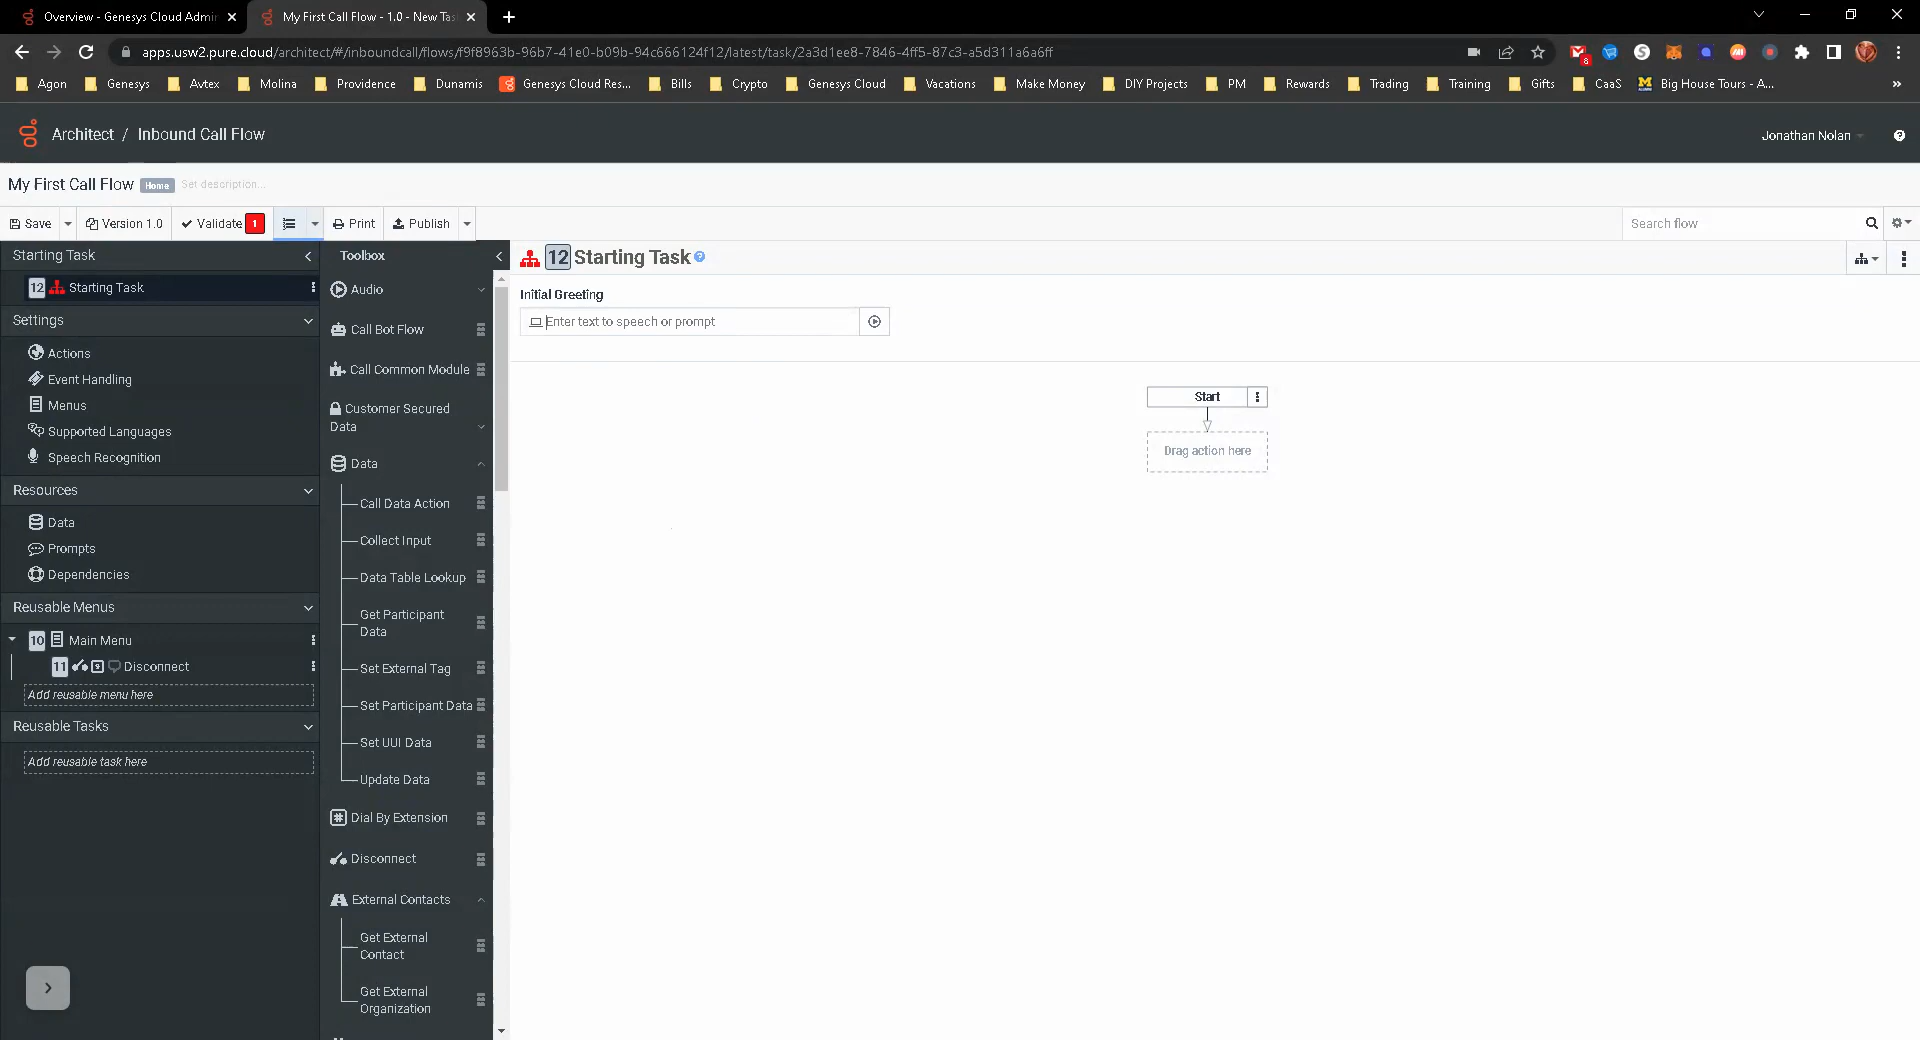 Overview - Genesys Cloud Admin
My First Call Flow - 1.0 - New Tas
apps.usw2.pure.cloud/architect/#/inboundcall/flows/f9f8963b-96b7-41e0-b09b-94c666124f12/latest/task/2a3d1ee8-7846-4ff5-87c3-a5d311a6a6ff
8
Agon
Genesys
Avtex
Molina
Providence
Dunamis
Genesys Cloud Res...
Bills
Crypto
Genesys Cloud
Vacations
Make Money
DIY Projects
PM
Rewards
Trading
Training
Gifts
CaaS
Big House Tours - A...
»
Architect / Inbound Call Flow
Jonathan Nolan
My First Call Flow Home Set description...
Save
Version 1.0
Validate 1
Print
Publish
Search flow
Starting Task
12 Starting Task
Settings
Actions
Event Handling
Menus
Supported Languages
Speech Recognition
Resources
Data
Prompts
Dependencies
Reusable Menus
10 Main Menu
11 9 Disconnect
Add reusable menu here
Reusable Tasks
Add reusable task here
Toolbox
Audio
Call Bot Flow
Call Common Module
Customer Secured
Data
Data
Call Data Action
Collect Input
Data Table Lookup
Get Participant
Data
Set External Tag
Set Participant Data
Set UUI Data
Update Data
Dial By Extension
Disconnect
External Contacts
Get External
Contact
Get External
Organization
12 Starting Task ?
Initial Greeting
Enter text to speech or prompt
Start
Drag action here